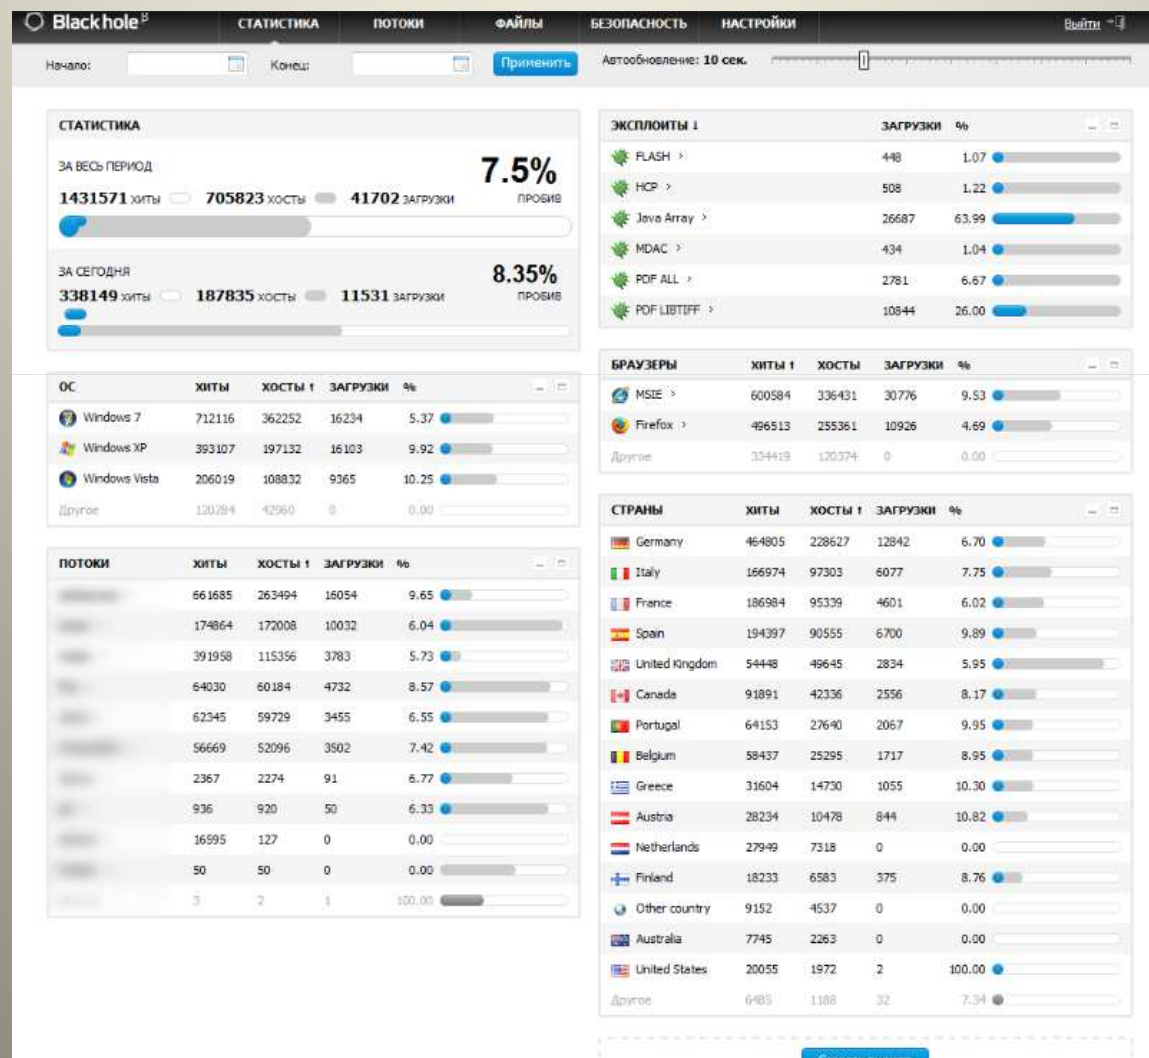 Blackhole β СТАТИСТИКА ПОТОКИ ФАЙЛЫ БЕЗОПАСНОСТЬ НАСТРОЙКИ Выйти
Начало: Конец: Применить Автообновление: 10 сек.
СТАТИСТИКА
ЗА ВЕСЬ ПЕРИОД
7.5%
ПРОБИВ
1431571 ХИТЫ 705823 ХОСТЫ 41702 ЗАГРУЗКИ
ЗА СЕГОДНЯ
8.35%
ПРОБИВ
338149 ХИТЫ 187835 ХОСТЫ 11531 ЗАГРУЗКИ
ОС ХИТЫ ХОСТЫ ↑ ЗАГРУЗКИ %
Windows 7 712116 362252 16234 5.37
Windows XP 393107 197132 16103 9.92
Windows Vista 206019 108832 9365 10.25
Другое 120284 42560 0 0.00
ПОТОКИ ХИТЫ ХОСТЫ ↑ ЗАГРУЗКИ %
661685 263494 16054 9.65
174864 172008 10032 6.04
391958 115356 3783 5.73
64030 60184 4732 8.57
62345 59729 3455 6.55
56669 52096 3502 7.42
2367 2274 91 6.77
936 920 50 6.33
16595 127 0 0.00
50 50 0 0.00
3 2 1 100.00
ЭКСПЛОИТЫ ↓ ЗАГРУЗКИ %
FLASH > 448 1.07
HCP > 508 1.22
Java Array > 26687 63.99
MDAC > 434 1.04
PDF ALL > 2781 6.67
PDF LIBTIFF > 10844 26.00
БРАУЗЕРЫ ХИТЫ ↑ ХОСТЫ ЗАГРУЗКИ %
MSIE > 600584 336431 30776 9.53
Firefox > 496513 255361 10926 4.69
Другое 334419 120374 0 0.00
СТРАНЫ ХИТЫ ХОСТЫ ↑ ЗАГРУЗКИ %
Germany 464805 228627 12842 6.70
Italy 166974 97303 6077 7.75
France 186984 95339 4601 6.02
Spain 194397 90555 6700 9.89
United Kingdom 54448 49645 2834 5.95
Canada 91891 42336 2556 8.17
Portugal 64153 27640 2067 9.95
Belgium 58437 25295 1717 8.95
Greece 31604 14730 1055 10.30
Austria 28234 10478 844 10.82
Netherlands 27949 7318 0 0.00
Finland 18233 6583 375 8.76
Other country 9152 4537 0 0.00
Australia 7745 2263 0 0.00
United States 20055 1972 2 100.00
Другое 6485 1188 32 7.34